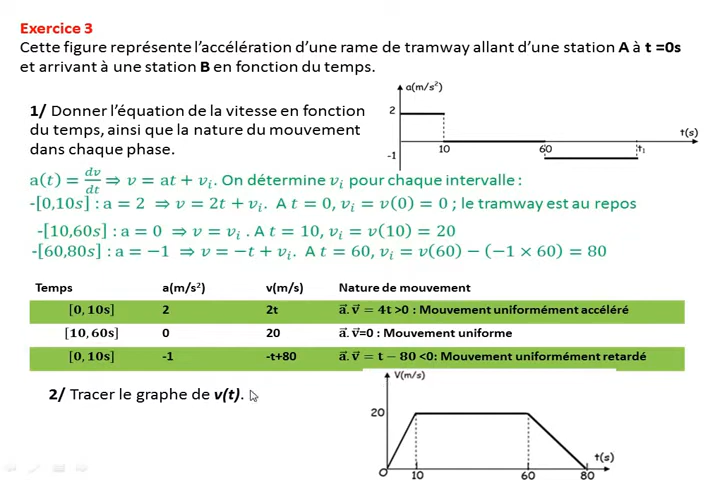 Exercice 3
Cette figure représente l'accélération d'une rame de tramway allant d'une station A à t =0s
et arrivant à une station B en fonction du temps.
a(m/s²)
1/ Donner l'équation de la vitesse en fonction
du temps, ainsi que la nature du mouvement
dans chaque phase.
2
t(s)
10
60
t₁
-1
a(t) = dv/dt ⇒ v = at + vᵢ. On détermine vᵢ pour chaque intervalle :
-[0,10s] : a = 2 ⇒ v = 2t + vᵢ. A t = 0, vᵢ = v(0) = 0 ; le tramway est au repos
-[10,60s] : a = 0 ⇒ v = vᵢ . A t = 10, vᵢ = v(10) = 20
-[60,80s] : a = −1 ⇒ v = −t + vᵢ. A t = 60, vᵢ = v(60) − (−1 × 60) = 80
Temps a(m/s²) v(m/s) Nature de mouvement
[0, 10s] 2 2t a⃗. v⃗ = 4t >0 : Mouvement uniformément accéléré
[10, 60s] 0 20 a⃗. v⃗=0 : Mouvement uniforme
[0, 10s] -1 -t+80 a⃗. v⃗ = t − 80 <0: Mouvement uniformément retardé
2/ Tracer le graphe de v(t).
V(m/s)
20
t(s)
O
10
60
80